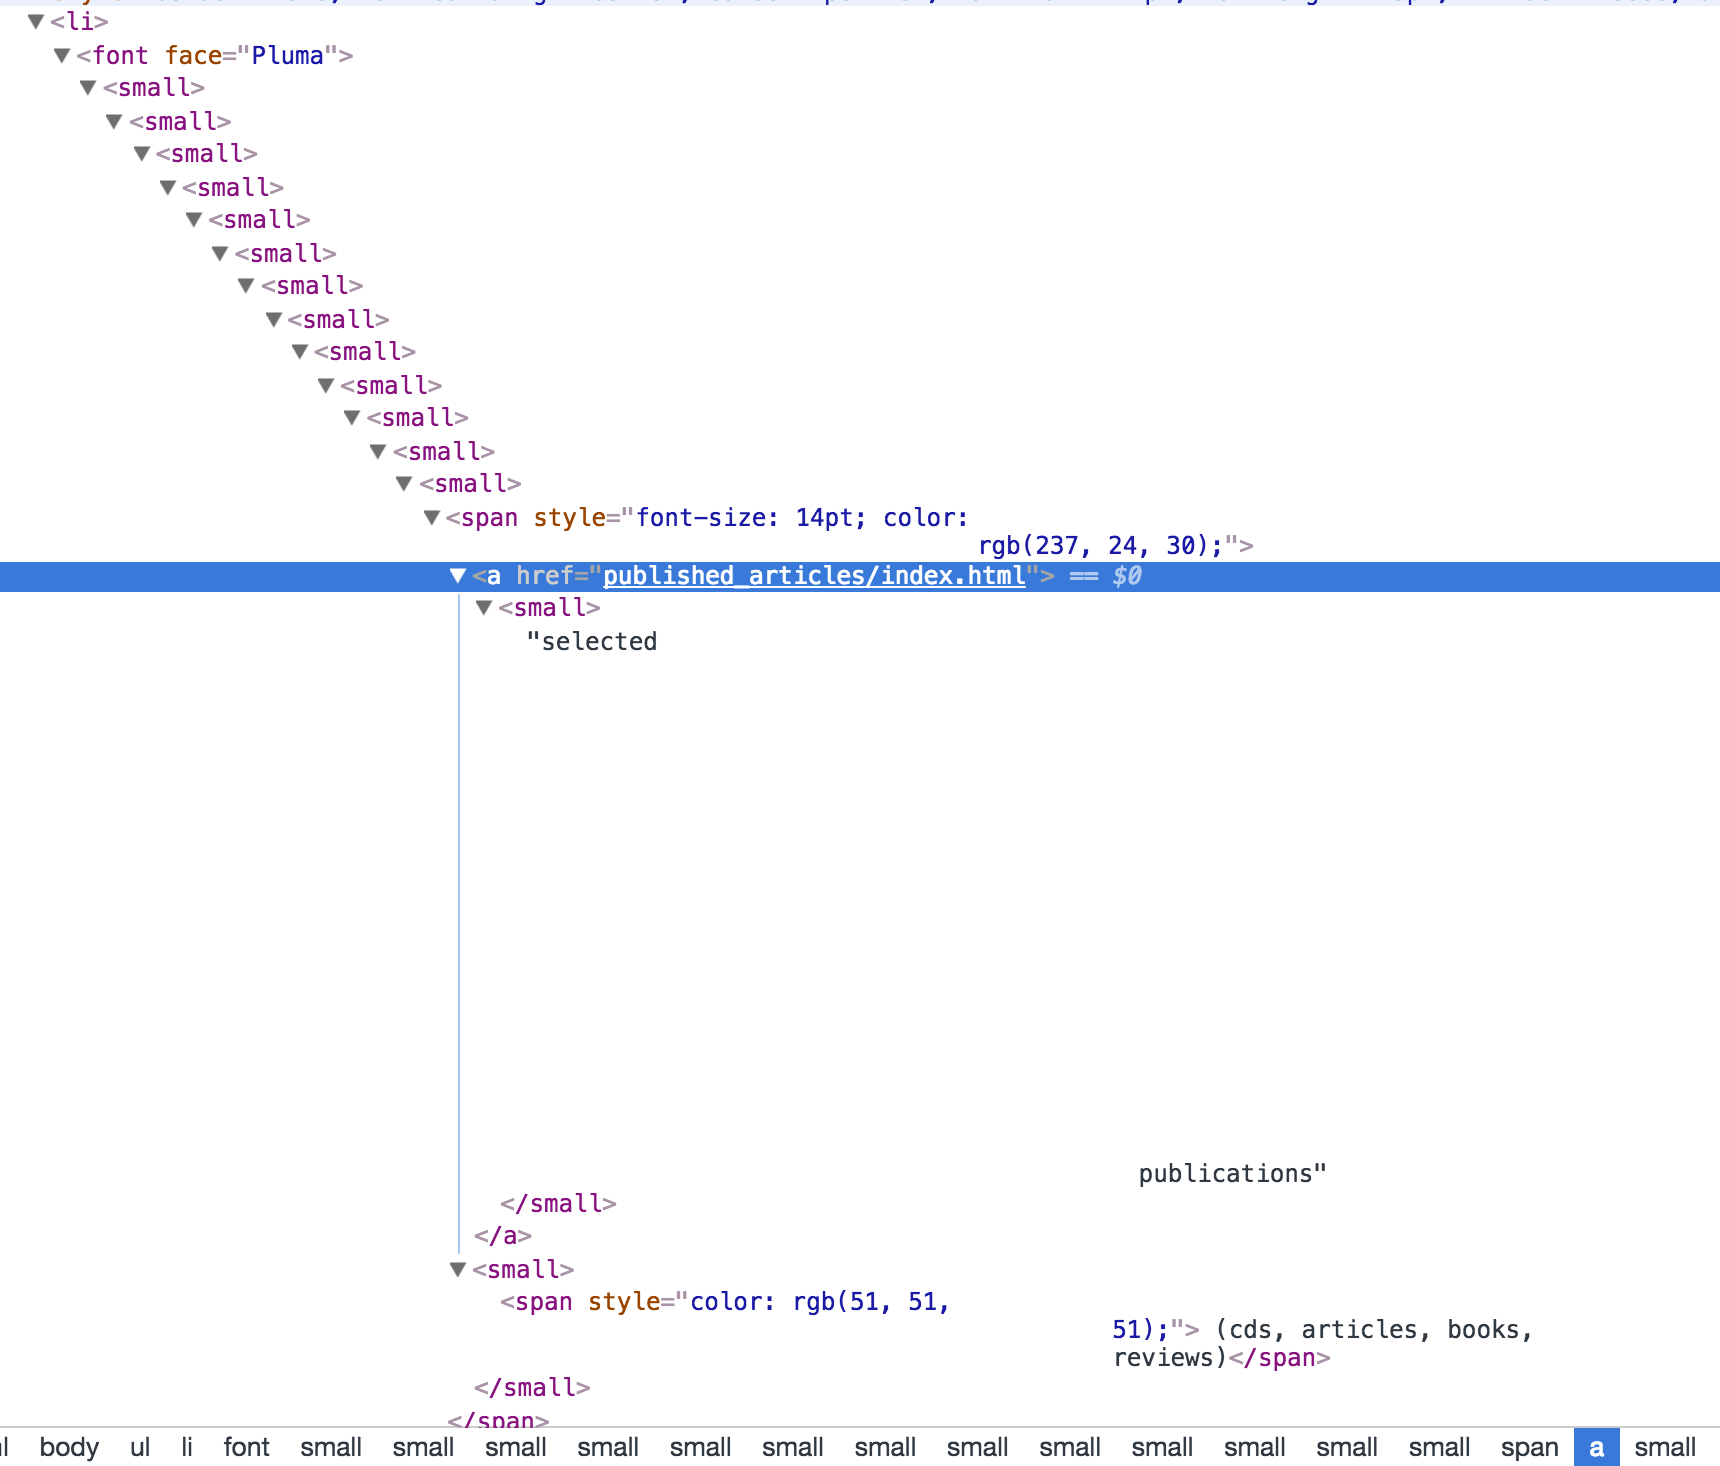 <li>
<font face="Pluma">
<small>
<small>
<small>
<small>
<small>
<small>
<small>
<small>
<small>
<small>
<small>
<small>
<small>
<span style="font-size: 14pt; color:
rgb(237, 24, 30);">
<a href="published_articles/index.html"> == $0
<small>
"selected
publications"
</small>
</a>
<small>
<span style="color: rgb(51, 51,
51);"> (cds, articles, books,
reviews)</span>
</small>
</span>
body ul li font small small small small small small small small small small small small small span a small